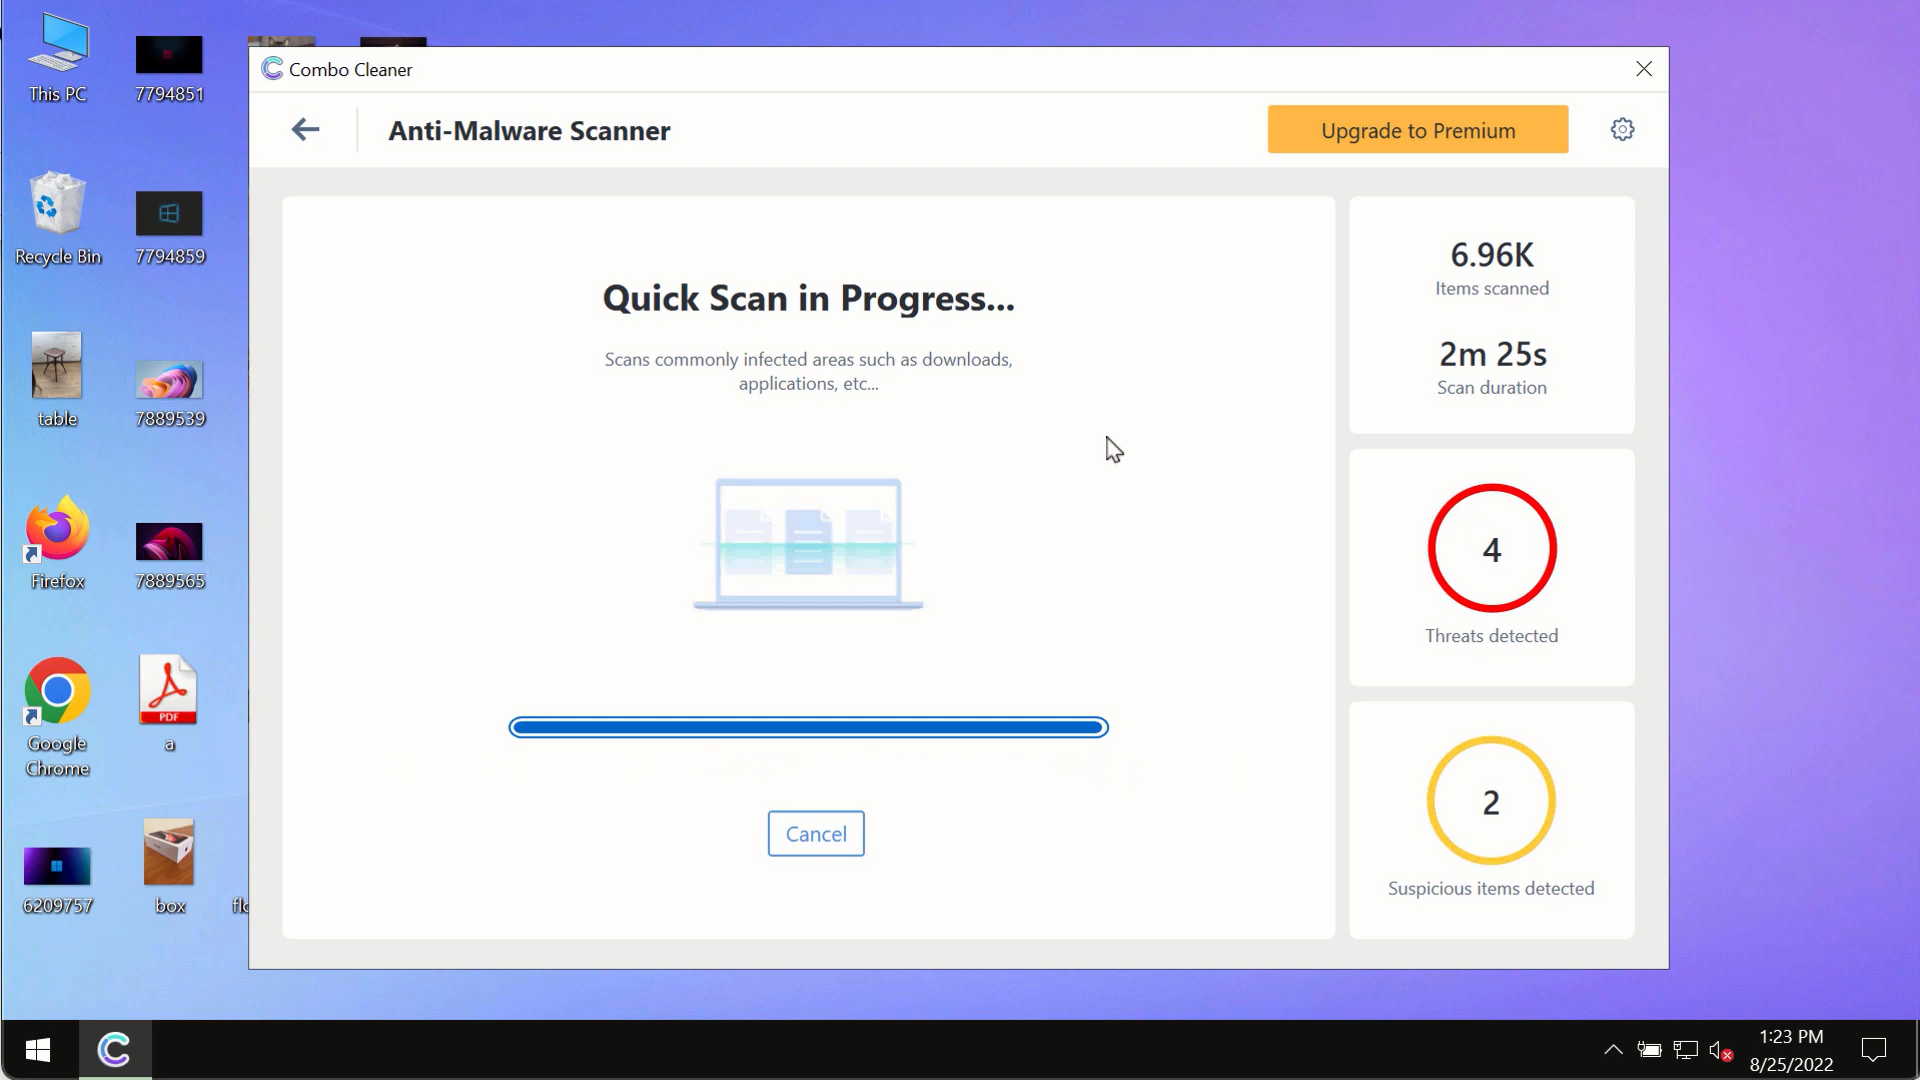 This PC
7794851
Recycle Bin
7794859
table
7889539
Firefox
7889565
Google
Chrome
PDF
a
6209757
box
Combo Cleaner
Anti-Malware Scanner
Upgrade to Premium
Quick Scan in Progress...
Scans commonly infected areas such as downloads,
applications, etc...
Cancel
6.96K
Items scanned
2m 25s
Scan duration
4
Threats detected
2
Suspicious items detected
1:23 PM
8/25/2022